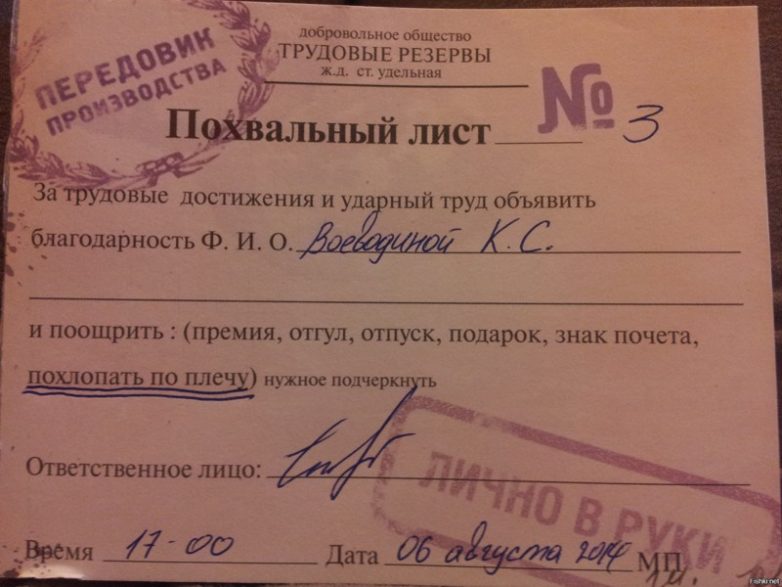 добровольное общество
ТРУДОВЫЕ РЕЗЕРВЫ
ж.д. ст. удельная
ПЕРЕДОВИК
ПРОИЗВОДСТВА
Похвальный лист № 3
За трудовые достижения и ударный труд объявить
благодарность Ф. И. О. Воеводиной К. С.
и поощрить : (премия, отгул, отпуск, подарок, знак почета,
похлопать по плечу) нужное подчеркнуть
Ответственное лицо:
ЛИЧНО В РУКИ
Время 17-00 Дата 06 августа 2014 МП
Fishki.net